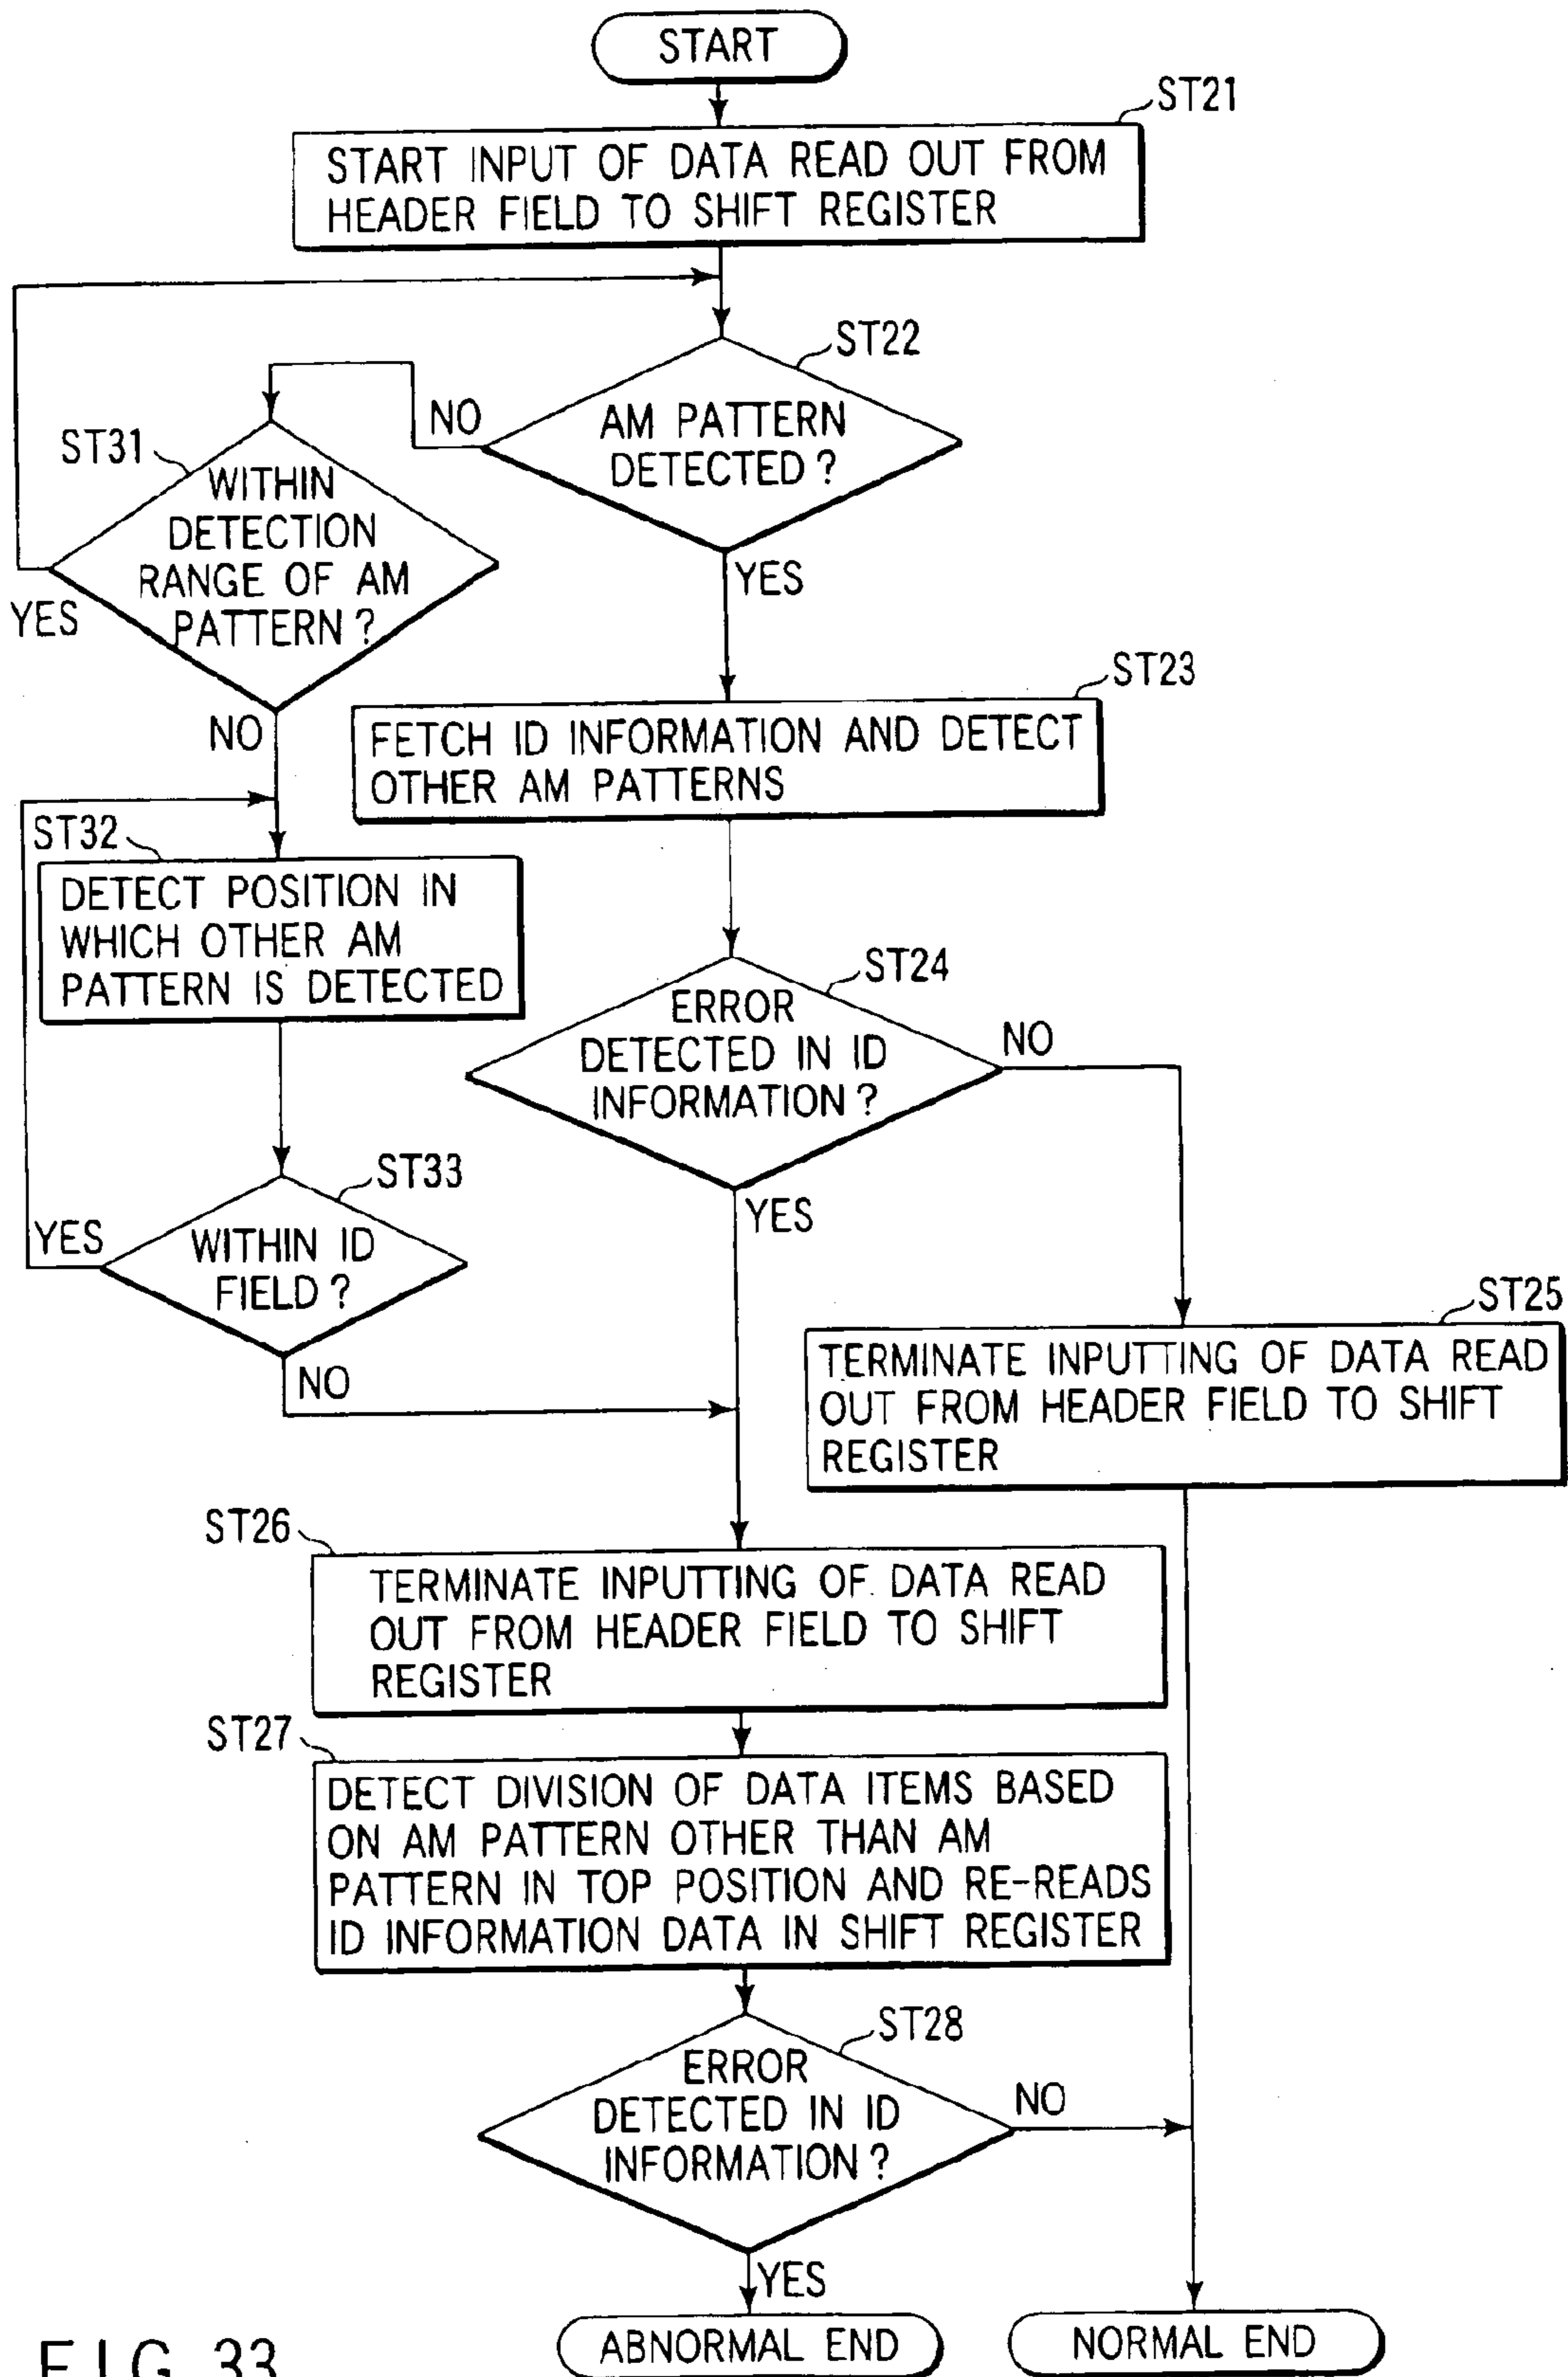 START
ST21
START INPUT OF DATA READ OUT FROM
HEADER FIELD TO SHIFT REGISTER
ST22
AM PATTERN
DETECTED?
NO
YES
ST31
WITHIN
DETECTION
RANGE OF AM
PATTERN?
YES
NO
ST23
FETCH ID INFORMATION AND DETECT
OTHER AM PATTERNS
ST32
DETECT POSITION IN
WHICH OTHER AM
PATTERN IS DETECTED
ST24
ERROR
DETECTED IN ID
INFORMATION?
NO
YES
ST33
WITHIN ID
FIELD?
YES
NO
ST25
TERMINATE INPUTTING OF DATA READ
OUT FROM HEADER FIELD TO SHIFT
REGISTER
ST26
TERMINATE INPUTTING OF DATA READ
OUT FROM HEADER FIELD TO SHIFT
REGISTER
ST27
DETECT DIVISION OF DATA ITEMS BASED
ON AM PATTERN OTHER THAN AM
PATTERN IN TOP POSITION AND RE-READS
ID INFORMATION DATA IN SHIFT REGISTER
ST28
ERROR
DETECTED IN ID
INFORMATION?
NO
YES
ABNORMAL END
NORMAL END
FIG. 33